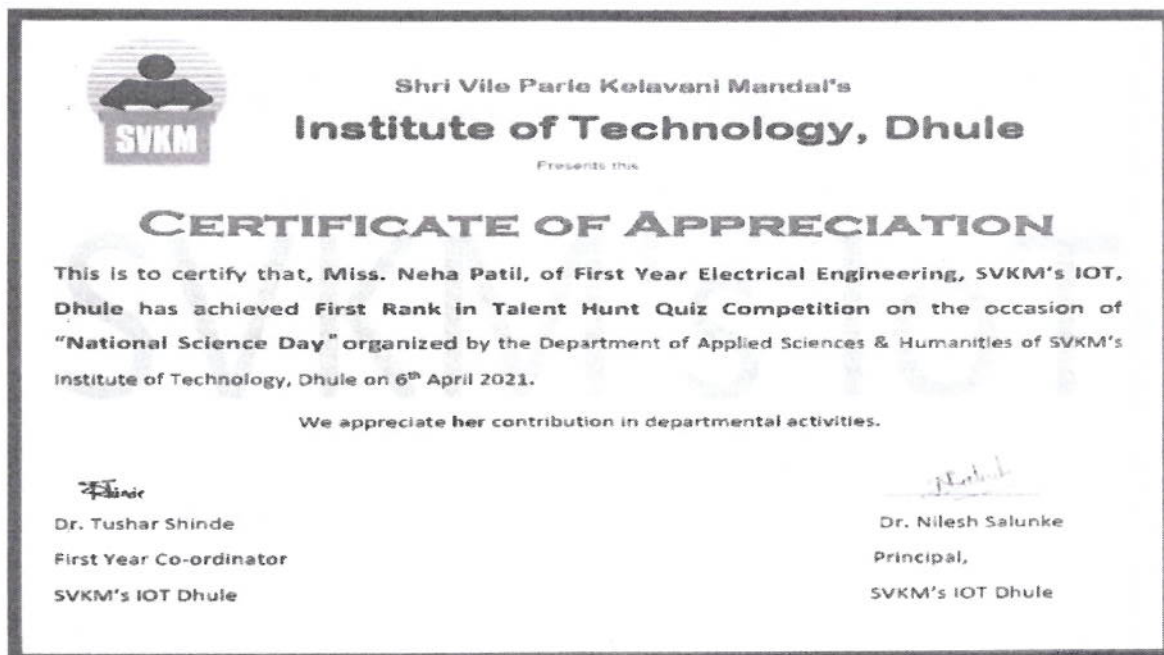 SVKM
Shri Vile Parle Kelavani Mandal's
Institute of Technology, Dhule
Presents this
CERTIFICATE OF APPRECIATION
This is to certify that, Miss. Neha Patil, of First Year Electrical Engineering, SVKM's IOT,
Dhule has achieved First Rank in Talent Hunt Quiz Competition on the occasion of
"National Science Day" organized by the Department of Applied Sciences & Humanities of SVKM's
Institute of Technology, Dhule on 6th April 2021.
We appreciate her contribution in departmental activities.
Dr. Tushar Shinde
First Year Co-ordinator
SVKM's IOT Dhule
Dr. Nilesh Salunke
Principal,
SVKM's IOT Dhule
SVKM's IOT